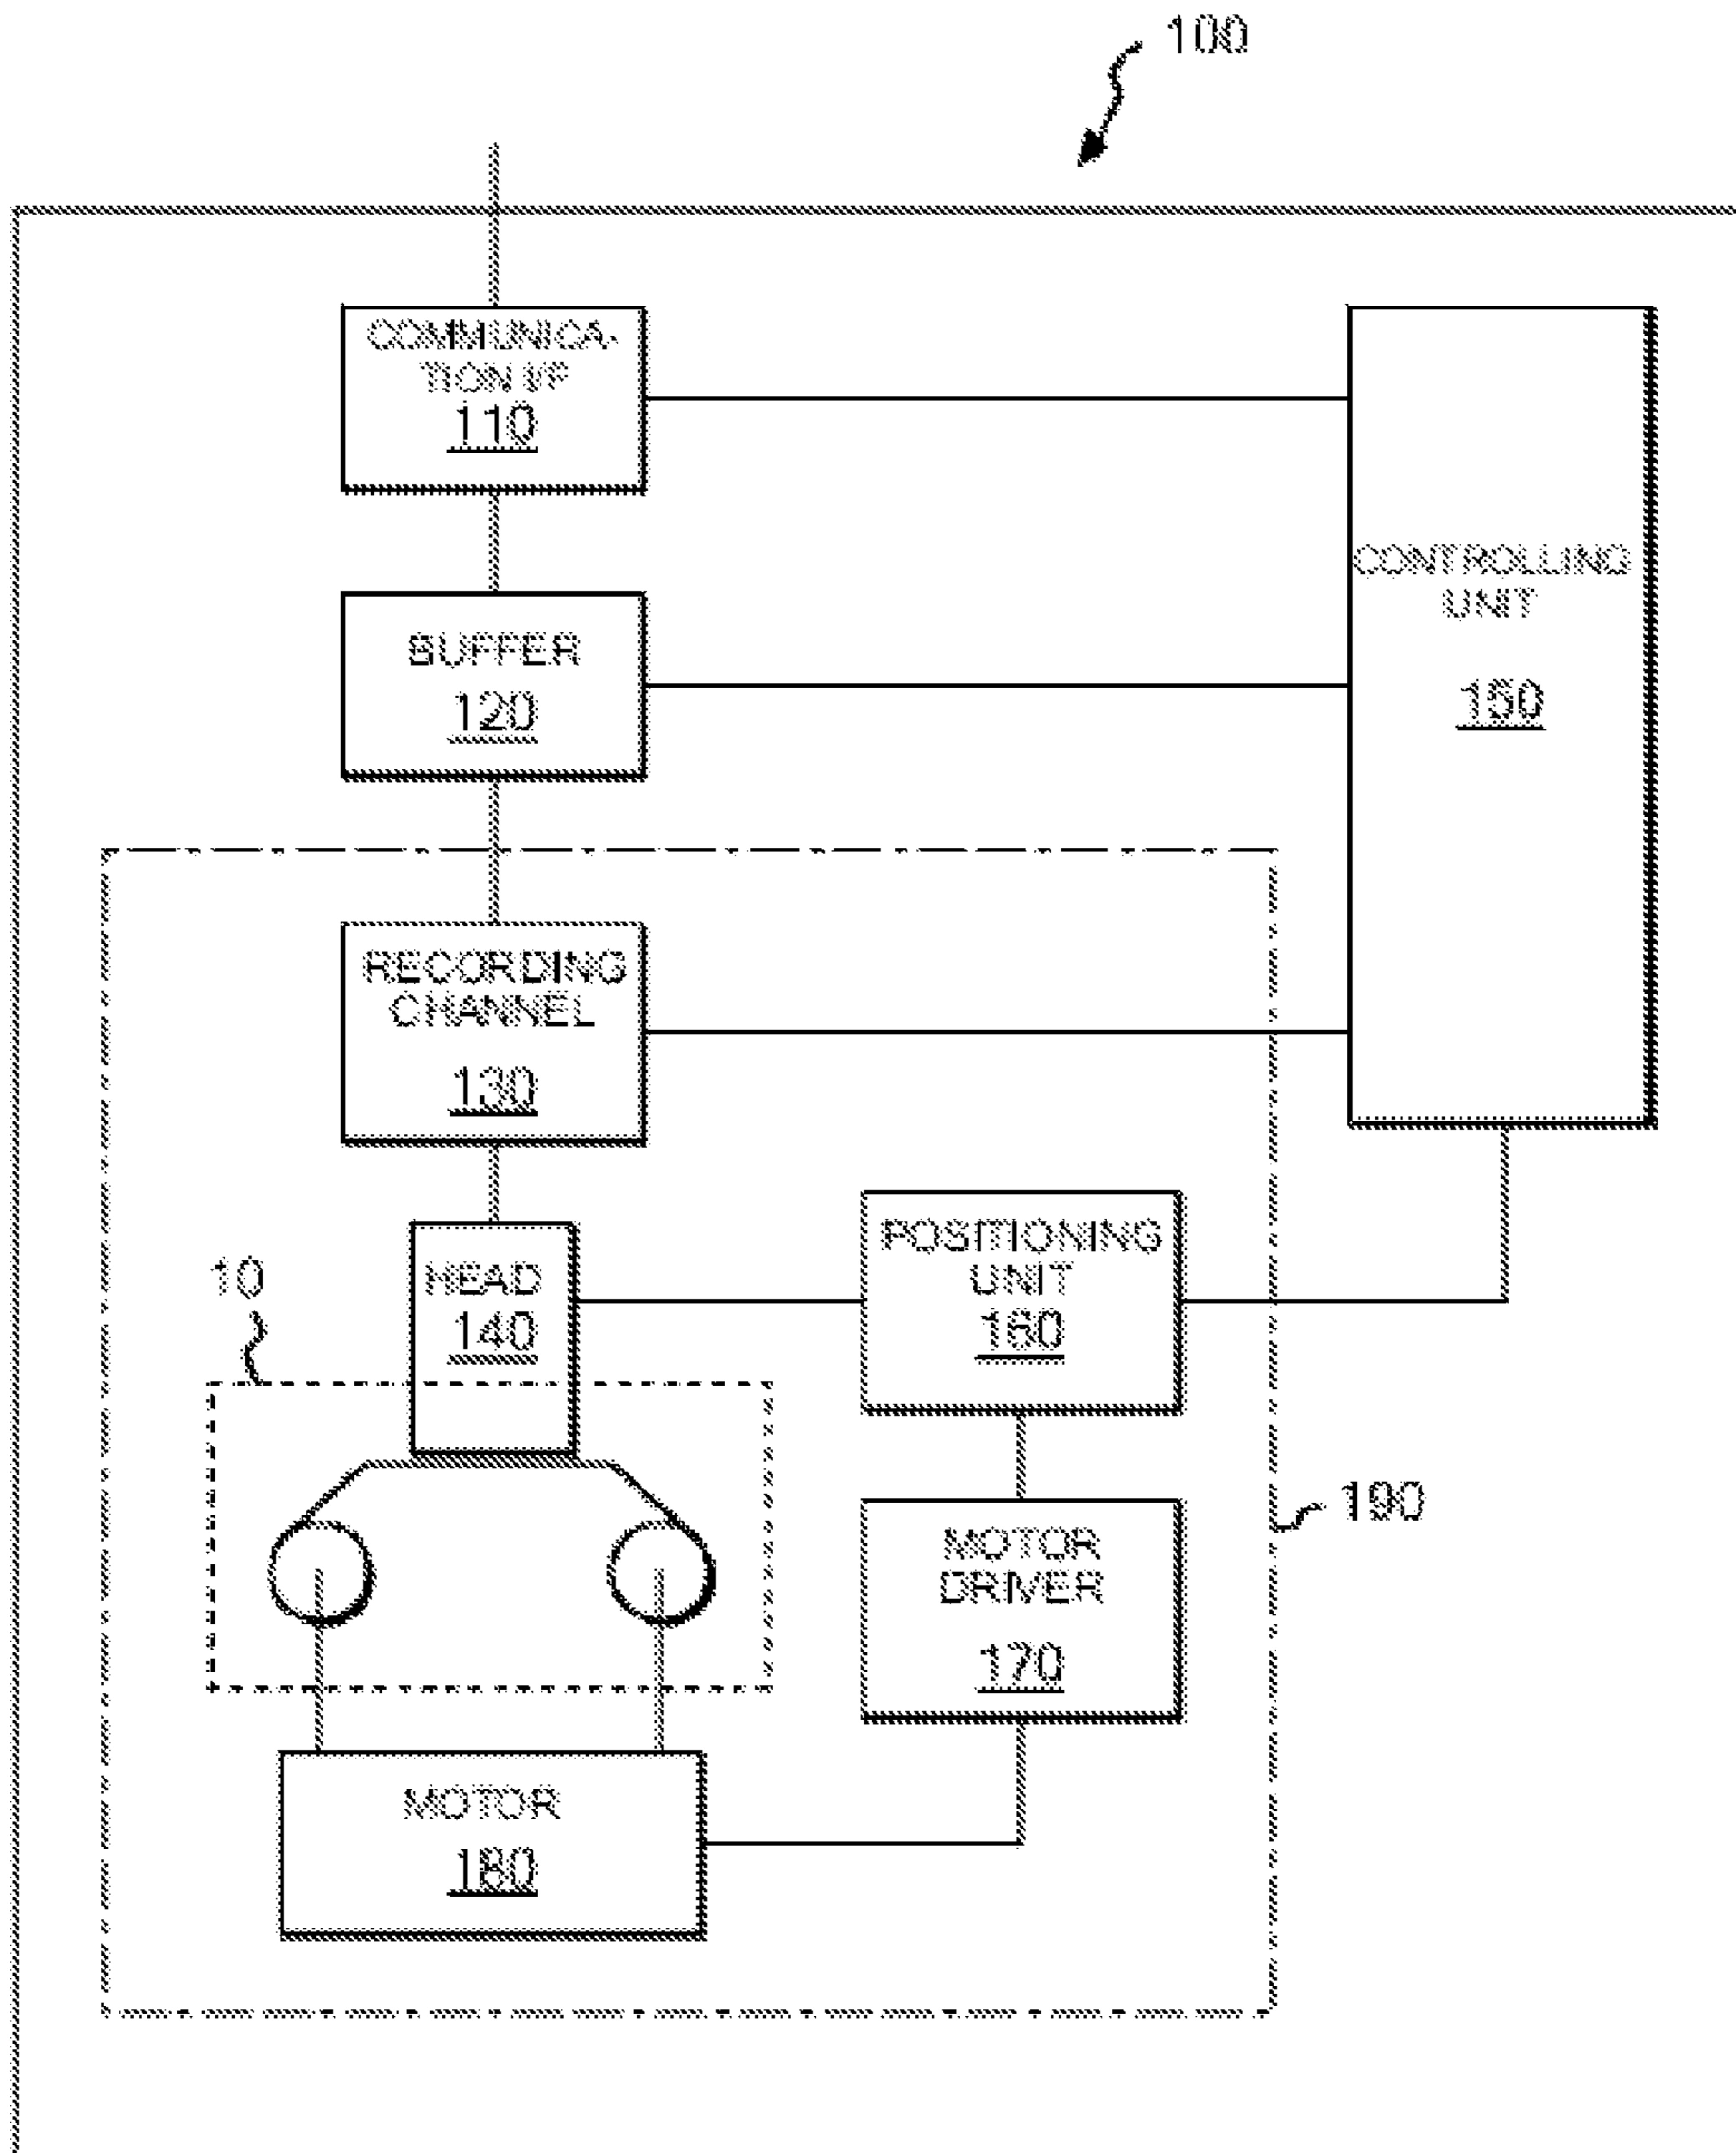 100
COMMUNICA-
TION I/F
110
CONTROLLING
UNIT
150
BUFFER
120
RECORDING
CHANNEL
130
HEAD
140
POSITIONING
UNIT
160
10
190
MOTOR
DRIVER
170
MOTOR
180